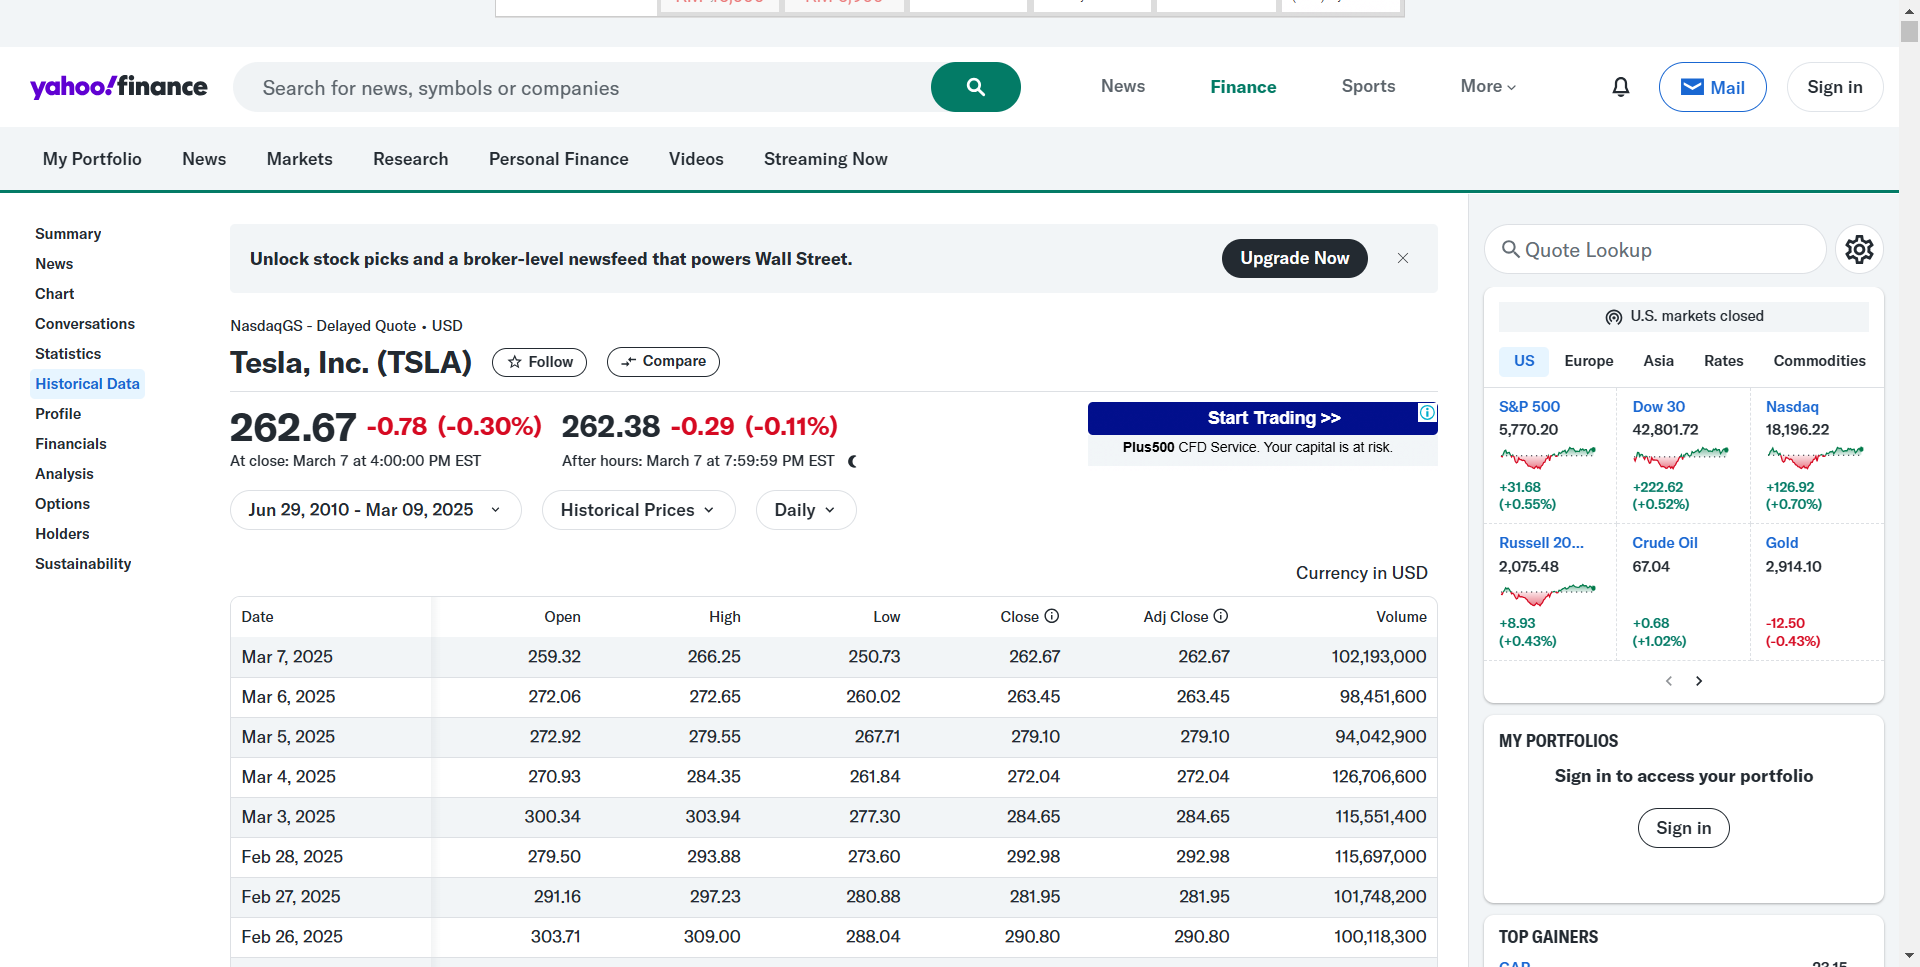 yahoo!finance
Search for news, symbols or companies
News Finance Sports More
Mail
Sign in
My Portfolio News Markets Research Personal Finance Videos Streaming Now
Summary
News
Chart
Conversations
Statistics
Historical Data
Profile
Financials
Analysis
Options
Holders
Sustainability
Unlock stock picks and a broker-level newsfeed that powers Wall Street.
Upgrade Now
NasdaqGS - Delayed Quote • USD
Tesla, Inc. (TSLA)
Follow
Compare
262.67 -0.78 (-0.30%) 262.38 -0.29 (-0.11%)
At close: March 7 at 4:00:00 PM EST After hours: March 7 at 7:59:59 PM EST
Start Trading >>
Plus500 CFD Service. Your capital is at risk.
Jun 29, 2010 - Mar 09, 2025 Historical Prices Daily
Currency in USD
Date Open High Low Close Adj Close Volume
Mar 7, 2025 259.32 266.25 250.73 262.67 262.67 102,193,000
Mar 6, 2025 272.06 272.65 260.02 263.45 263.45 98,451,600
Mar 5, 2025 272.92 279.55 267.71 279.10 279.10 94,042,900
Mar 4, 2025 270.93 284.35 261.84 272.04 272.04 126,706,600
Mar 3, 2025 300.34 303.94 277.30 284.65 284.65 115,551,400
Feb 28, 2025 279.50 293.88 273.60 292.98 292.98 115,697,000
Feb 27, 2025 291.16 297.23 280.88 281.95 281.95 101,748,200
Feb 26, 2025 303.71 309.00 288.04 290.80 290.80 100,118,300
Quote Lookup
U.S. markets closed
US Europe Asia Rates Commodities
S&P 500 Dow 30 Nasdaq
5,770.20 42,801.72 18,196.22
+31.68 +222.62 +126.92
(+0.55%) (+0.52%) (+0.70%)
Russell 20... Crude Oil Gold
2,075.48 67.04 2,914.10
+8.93 +0.68 -12.50
(+0.43%) (+1.02%) (-0.43%)
MY PORTFOLIOS
Sign in to access your portfolio
Sign in
TOP GAINERS